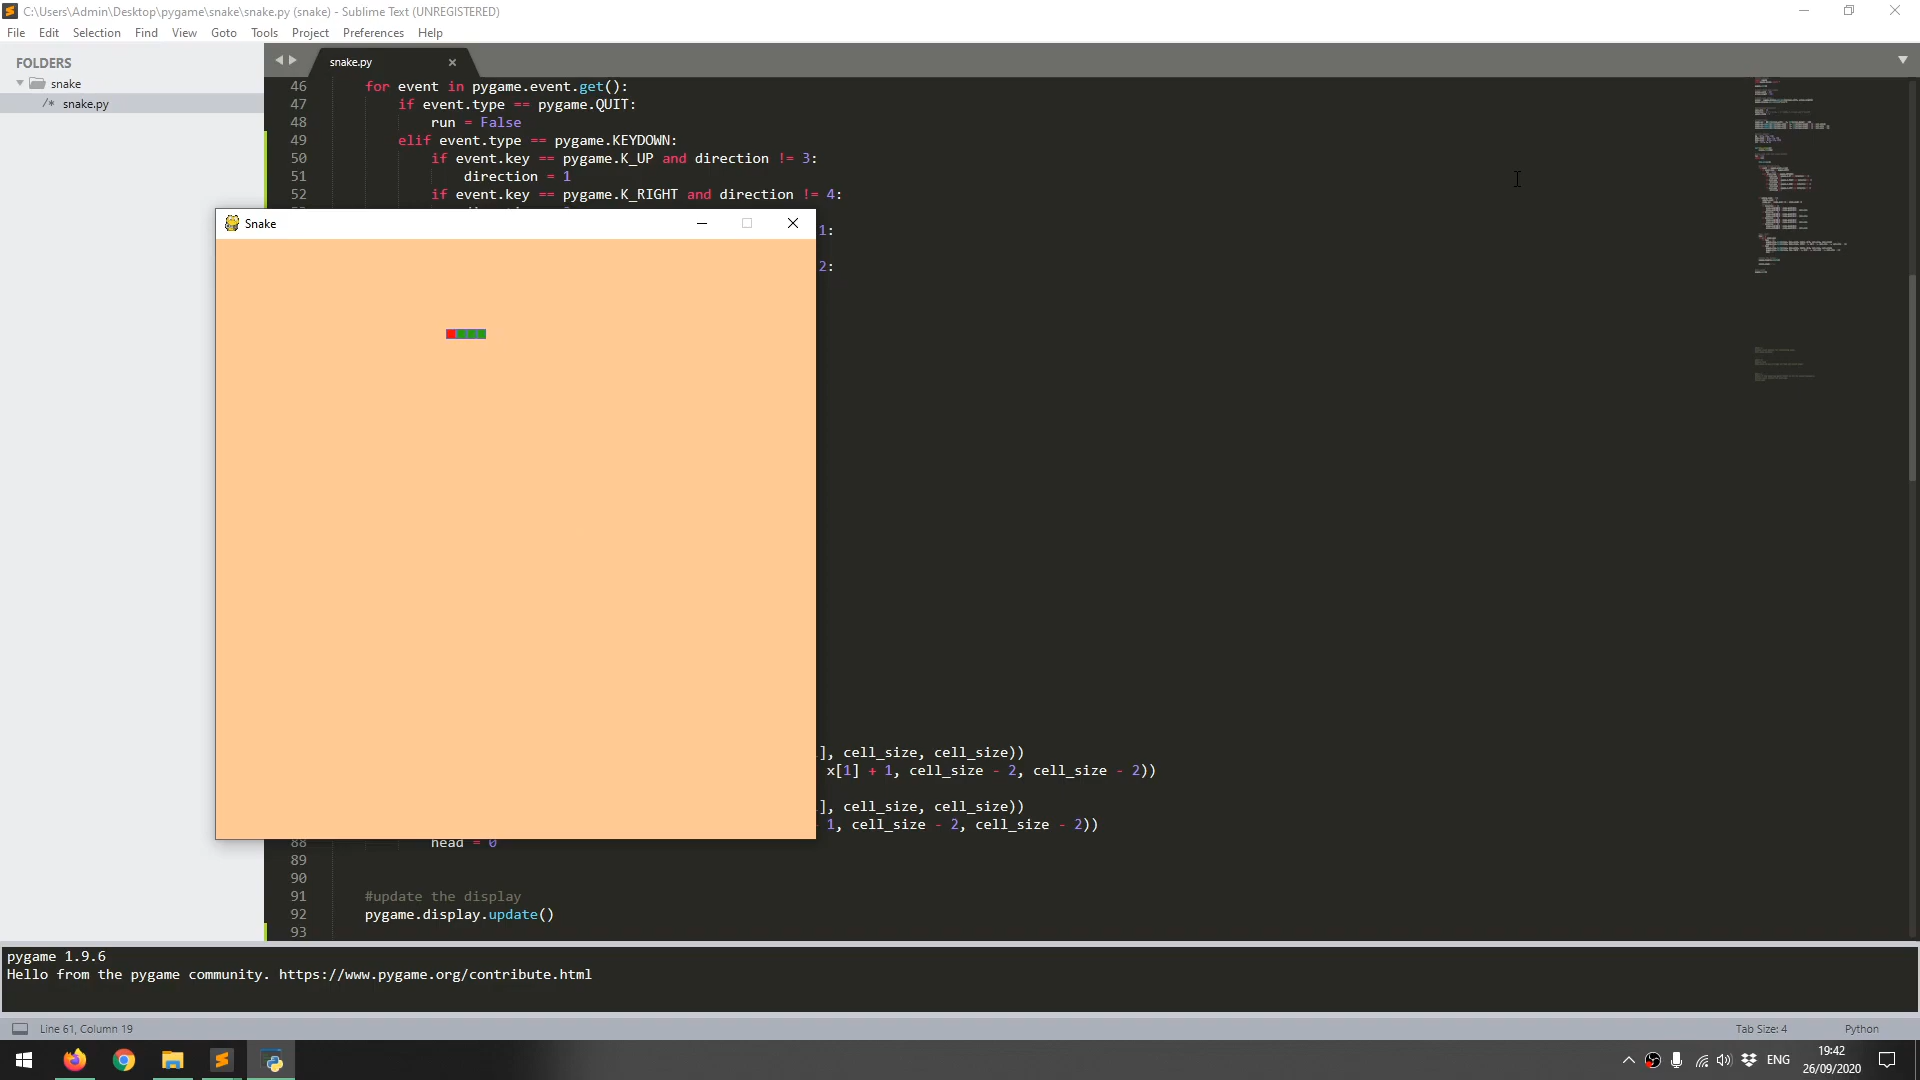 C:\Users\Admin\Desktop\pygame\snake\snake.py (snake) - Sublime Text (UNREGISTERED)
File Edit Selection Find View Goto Tools Project Preferences Help
FOLDERS
snake
/* snake.py
snake.py
46 for event in pygame.event.get():
47 if event.type == pygame.QUIT:
48 run = False
49 elif event.type == pygame.KEYDOWN:
50 if event.key == pygame.K_UP and direction != 3:
51 direction = 1
52 if event.key == pygame.K_RIGHT and direction != 4:
Snake
1:
2:
], cell_size, cell_size))
x[1] + 1, cell_size - 2, cell_size - 2))
], cell_size, cell_size))
1, cell_size - 2, cell_size - 2))
88 head = 0
89
90
91 #update the display
92 pygame.display.update()
93
pygame 1.9.6
Hello from the pygame community. https://www.pygame.org/contribute.html
Line 61, Column 19
Tab Size: 4
Python
ENG
19:42
26/09/2020